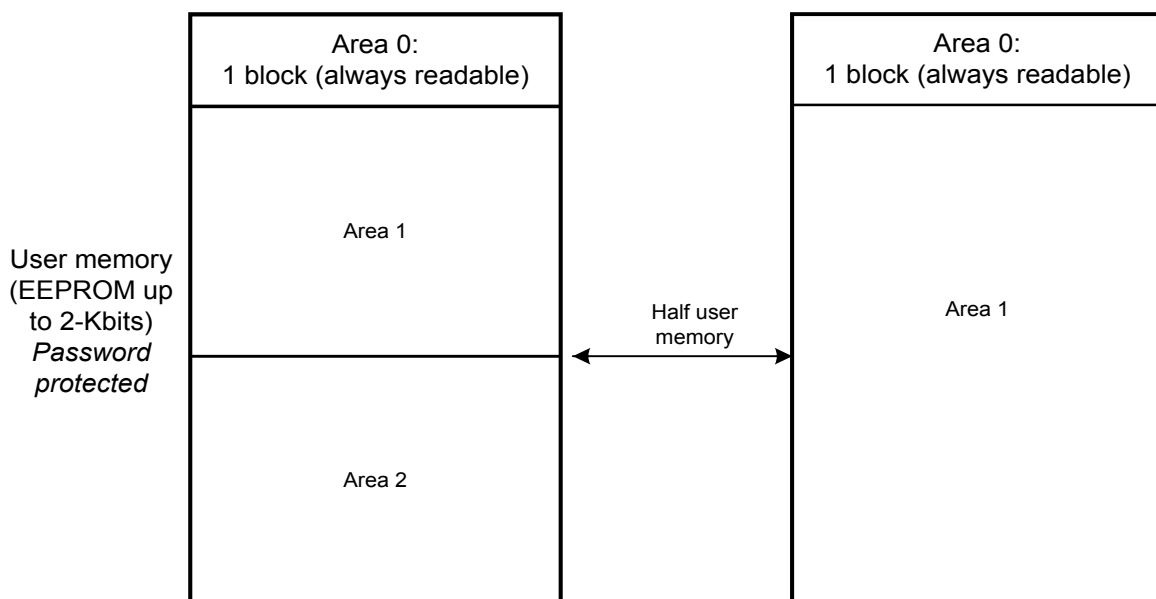 Area 0:
1 block (always readable)
Area 1
Area 2
User memory
(EEPROM up
to 2-Kbits)
Password
protected
Half user
memory
Area 0:
1 block (always readable)
Area 1